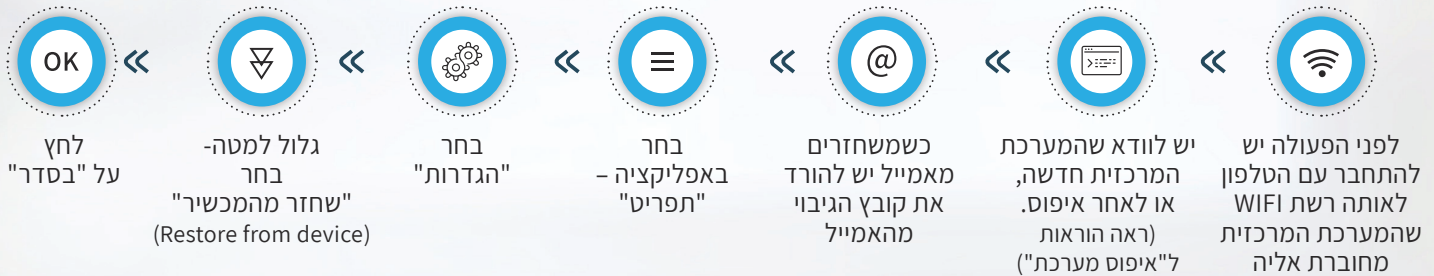 לפני הפעולה יש
להתחבר עם הטלפון
לאותה רשת WIFI
שהמערכת המרכזית
מחוברת אליה
יש לוודא שהמערכת
המרכזית חדשה,
או לאחר איפוס.
(ראה הוראות
ל"איפוס מערכת")
@
כשמשחזרים
מאמייל יש להורד
את קובץ הגיבוי
מהאמייל
בחר
באפליקציה –
"תפריט"
בחר
"הגדרות"
גלול למטה-
בחר
"שחזר מהמכשיר"
(Restore from device)
OK
לחץ
על "בסדר"